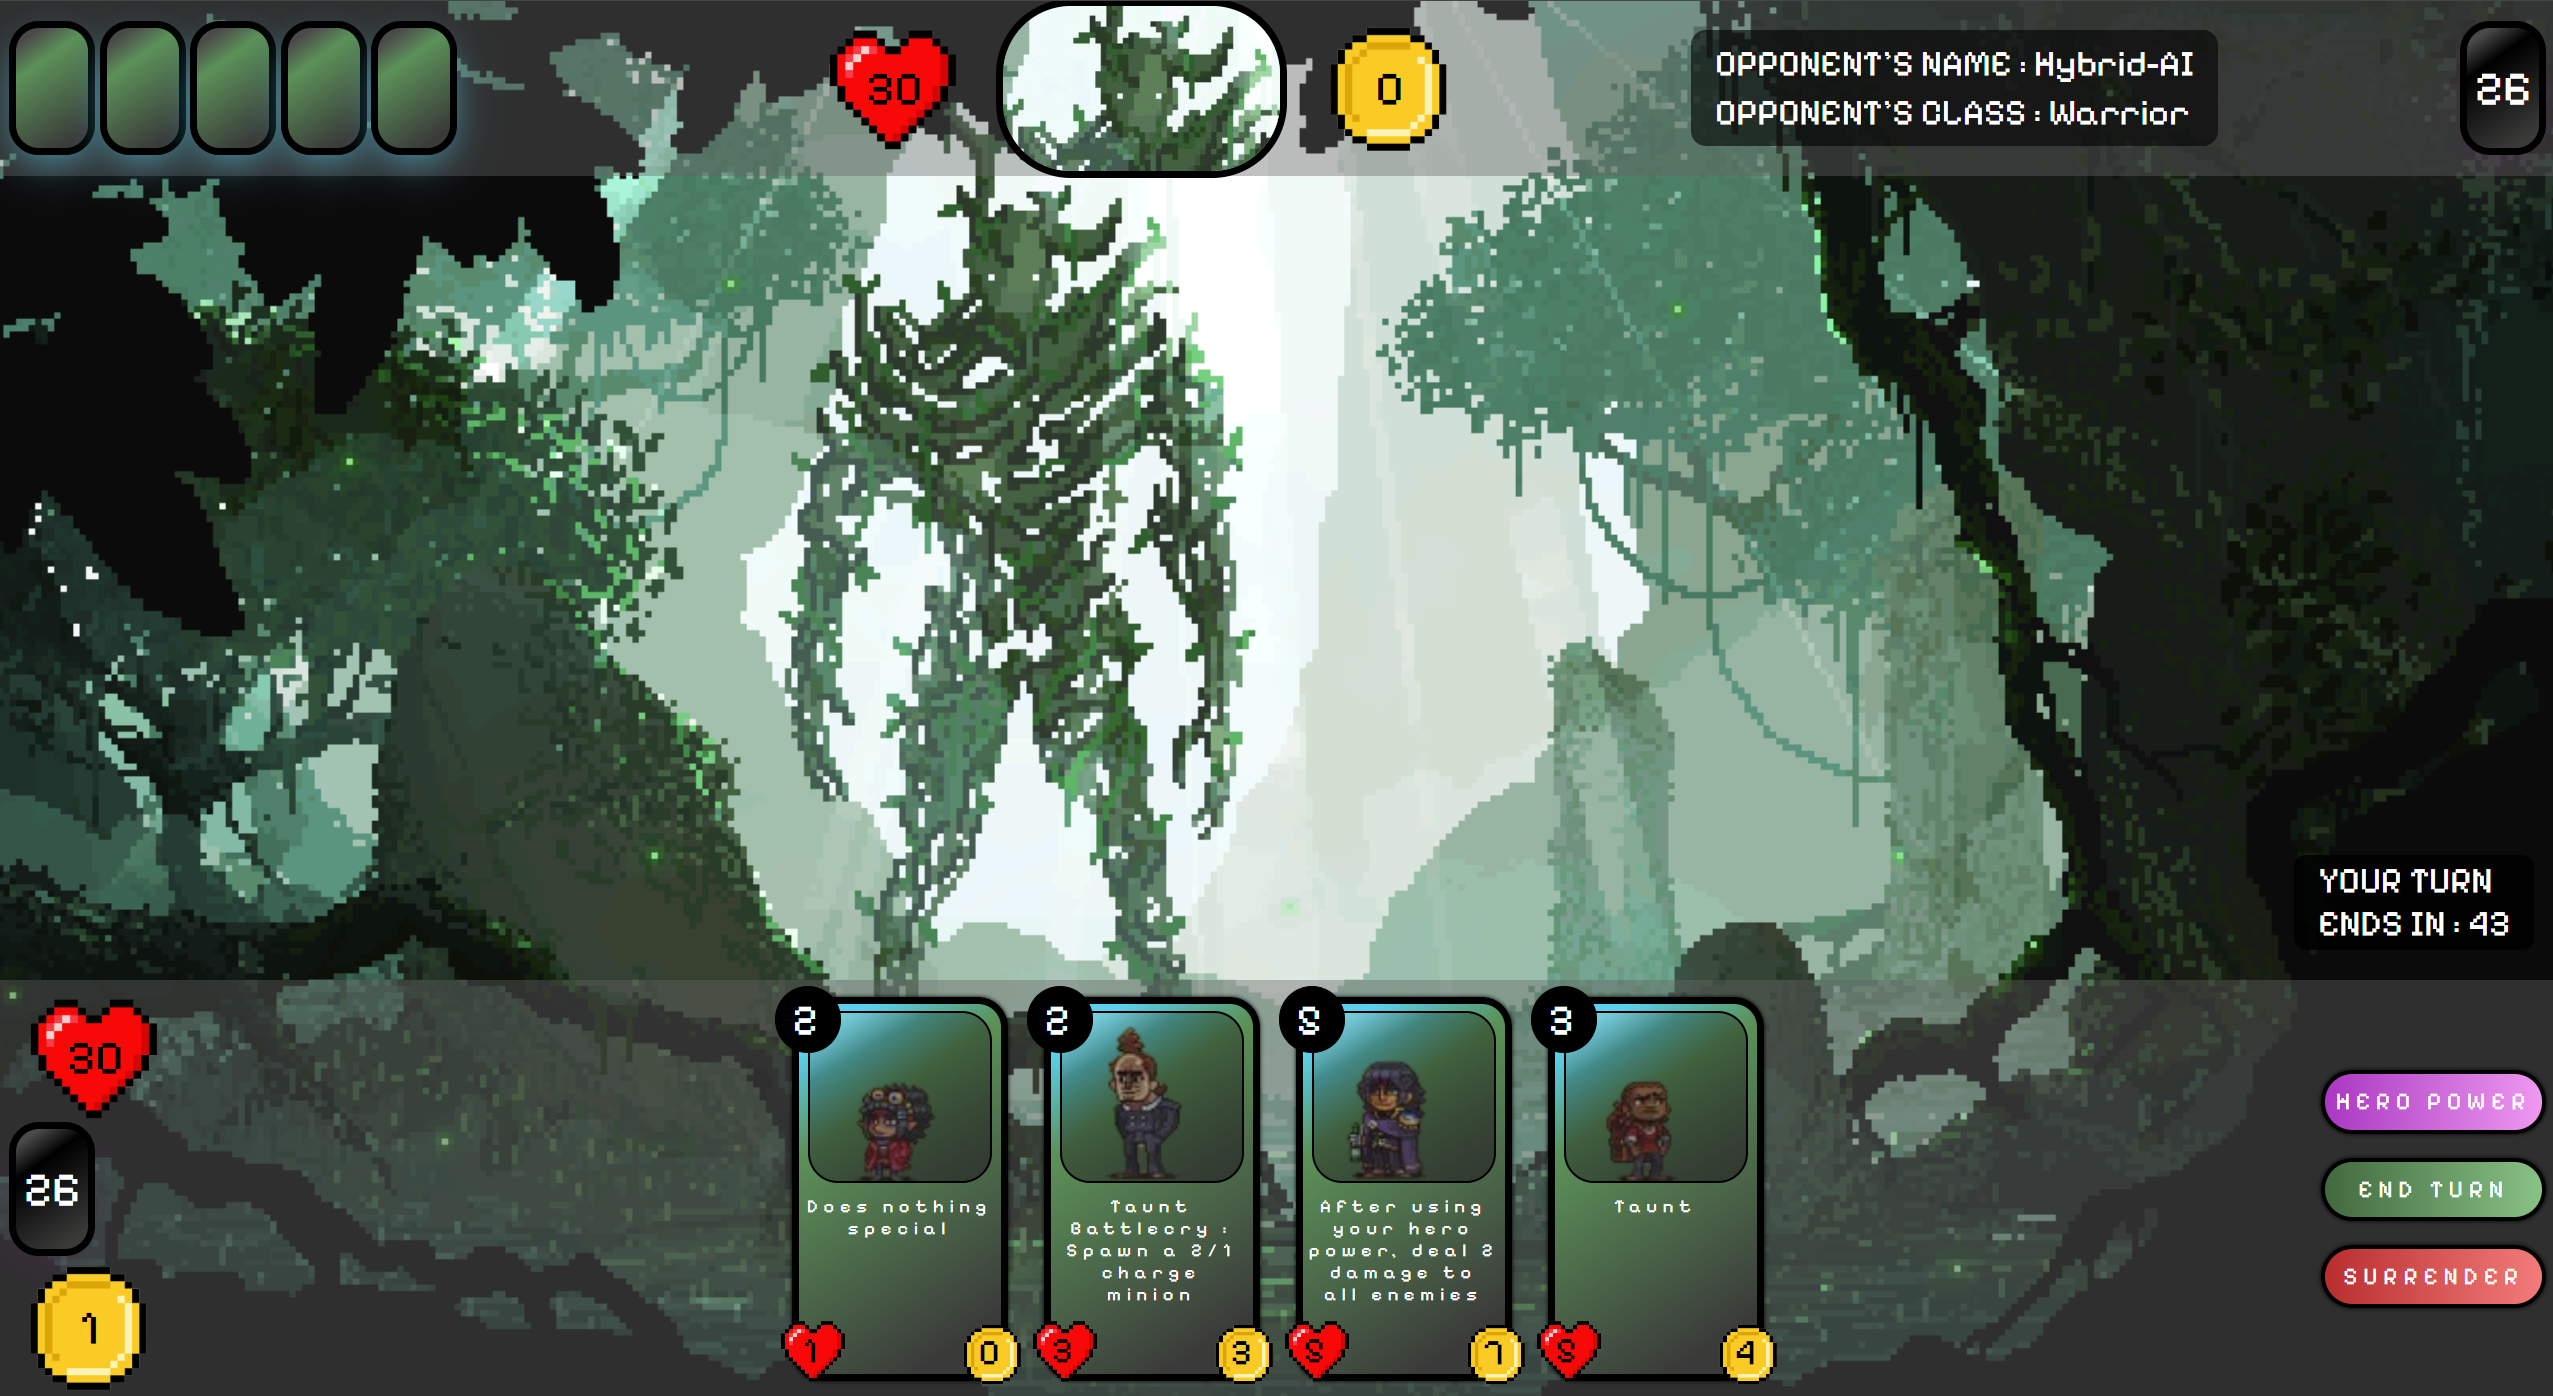 30
0
OPPONENT'S NAME : Hybrid-AI
OPPONENT'S CLASS : Warrior
26
YOUR TURN
ENDS IN : 43
30
26
1
2
Does nothing
special
1
0
2
Taunt
Battlecry :
Spawn a 2/1
charge
minion
3
3
5
After using
your hero
power, deal 2
damage to
all enemies
5
7
3
Taunt
5
4
HERO POWER
END TURN
SURRENDER